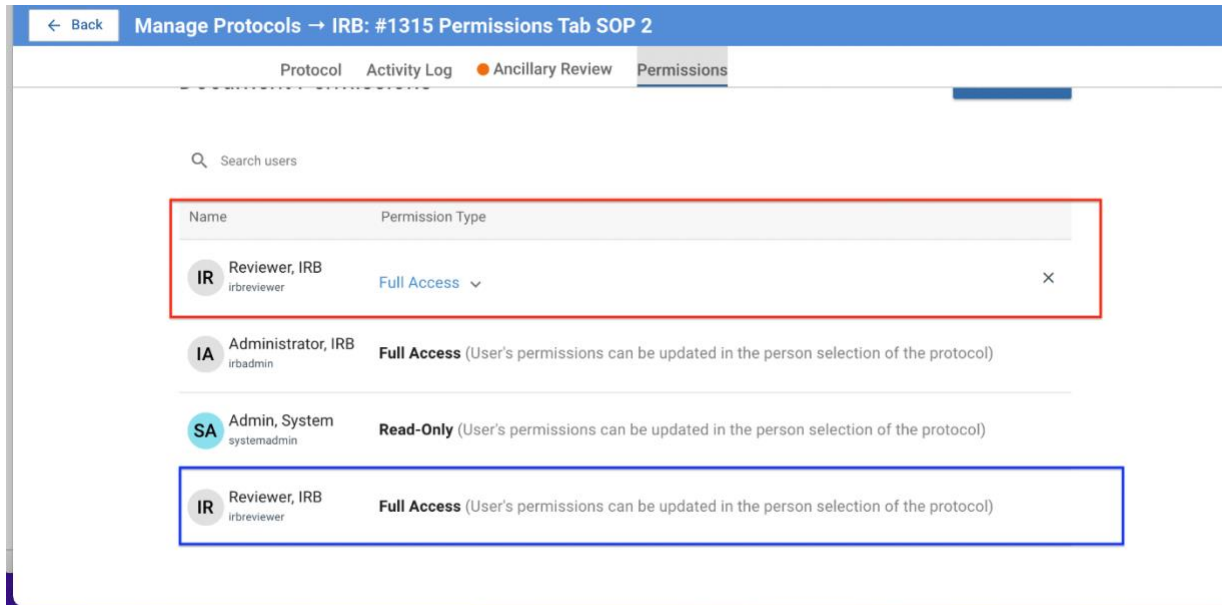 ← Back Manage Protocols → IRB: #1315 Permissions Tab SOP 2
Protocol Activity Log Ancillary Review Permissions
Search users
Name Permission Type
IR Reviewer, IRB
irbreviewer
Full Access
IA Administrator, IRB
irbadmin
Full Access (User's permissions can be updated in the person selection of the protocol)
SA Admin, System
systemadmin
Read-Only (User's permissions can be updated in the person selection of the protocol)
IR Reviewer, IRB
irbreviewer
Full Access (User's permissions can be updated in the person selection of the protocol)